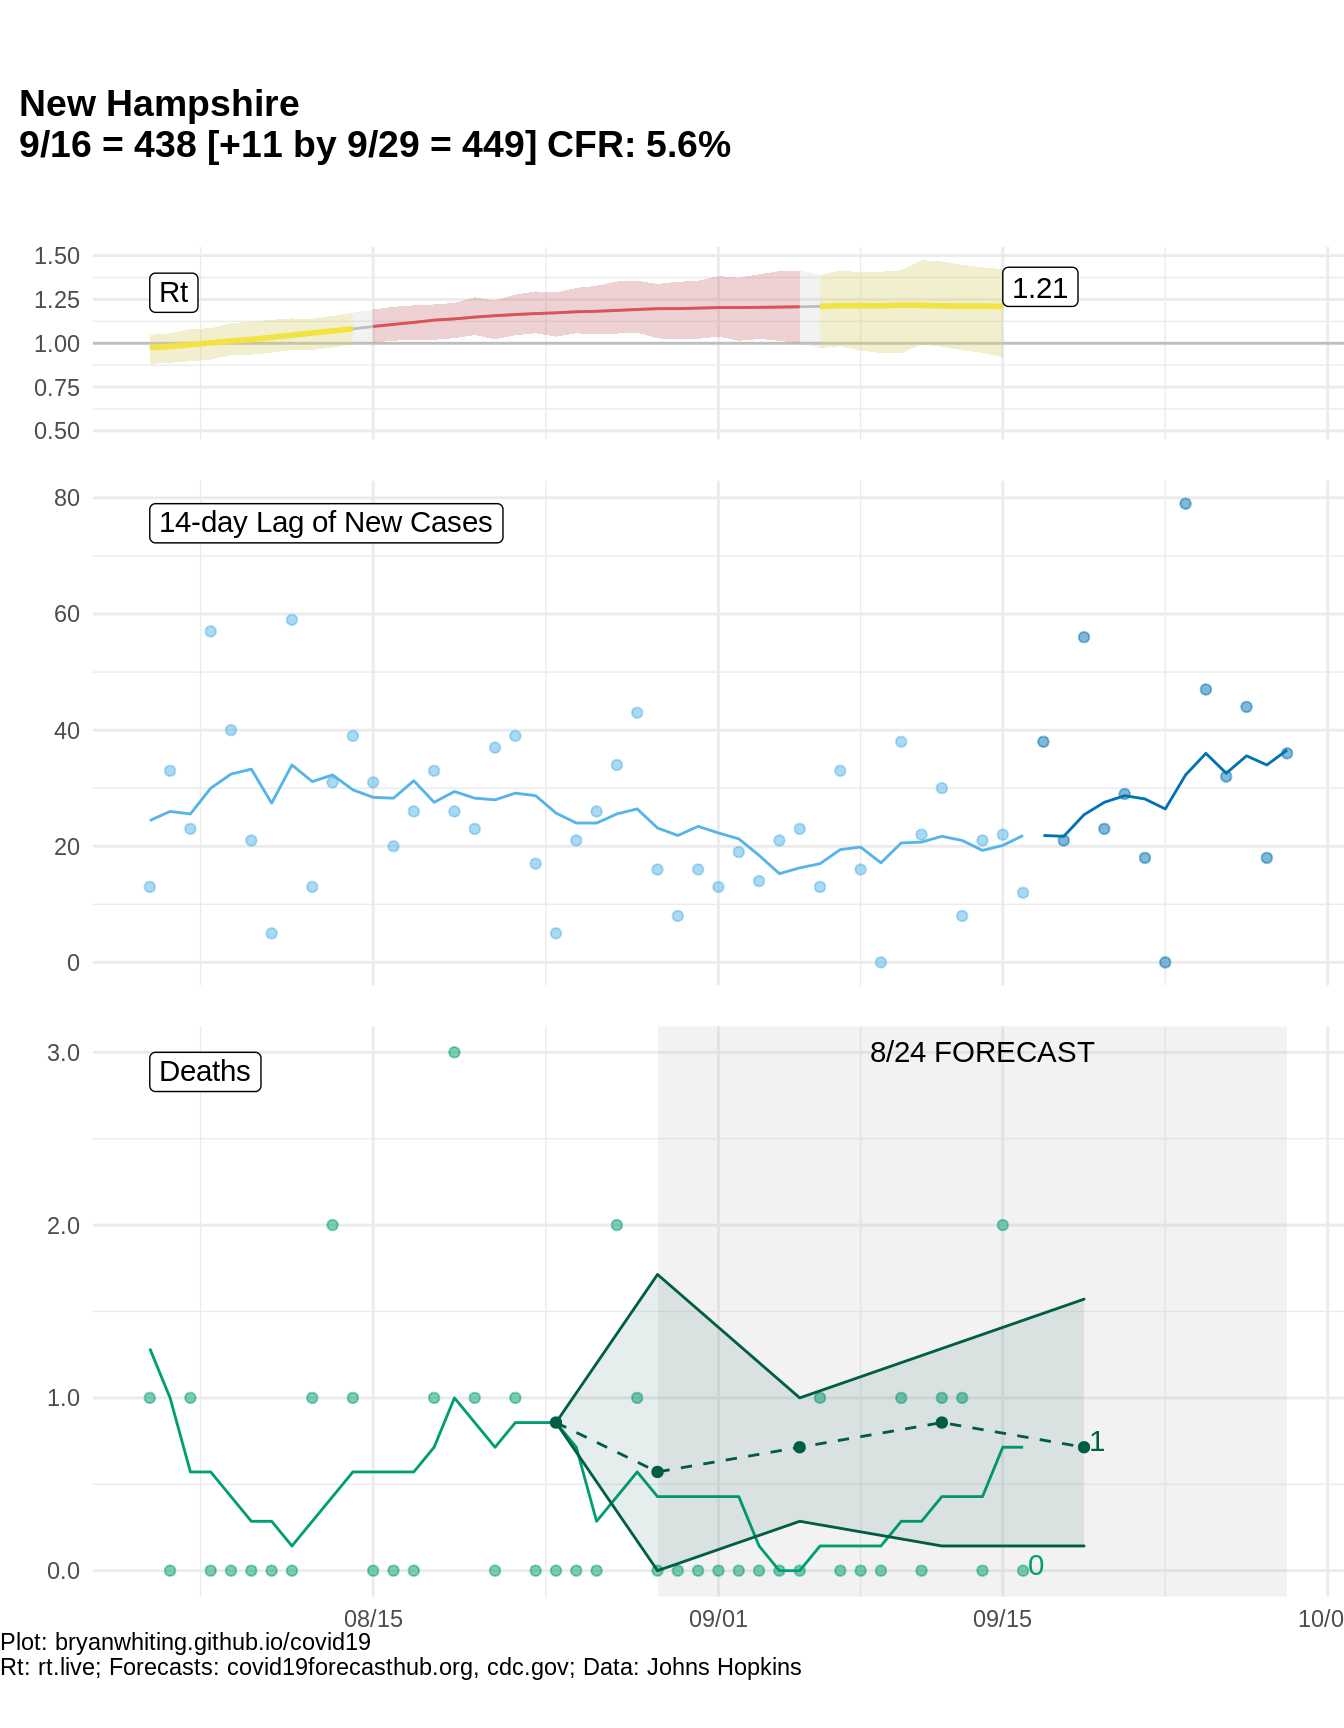 New Hampshire
9/16 = 438 [+11 by 9/29 = 449] CFR: 5.6%
1.50
1.25
1.00
0.75
0.50
Rt
1.21
80
60
40
20
0
14-day Lag of New Cases
3.0
2.0
1.0
0.0
Deaths
8/24 FORECAST
1
0
08/15
09/01
09/15
10/0
Plot: bryanwhiting.github.io/covid19
Rt: rt.live; Forecasts: covid19forecasthub.org, cdc.gov; Data: Johns Hopkins